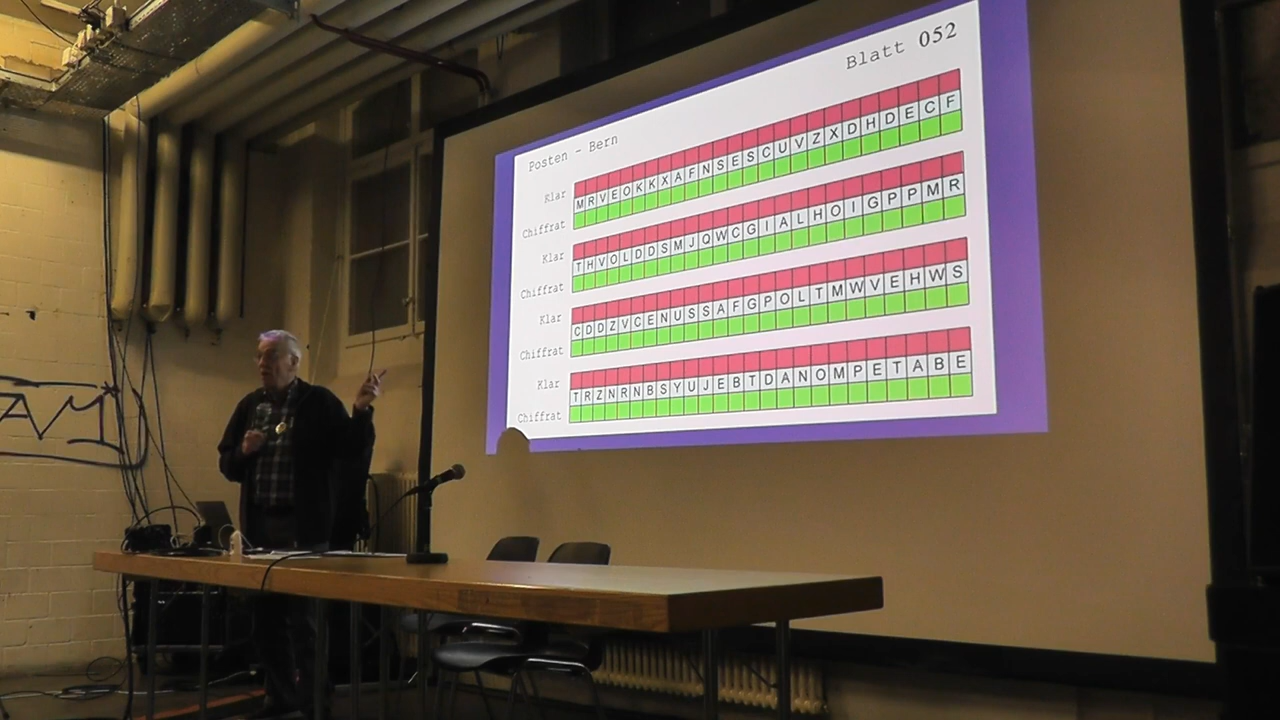 Blatt 052
Posten - Bern
Klar
MRVEOKKXAFNSESCUVZXDHDECF
Chiffrat
Klar
THVOLDDSMJQWCGIALHOIGPPMR
Chiffrat
Klar
CDDZVCENUSSAFGPOLTMWVEHWS
Chiffrat
Klar
TRZNRNBSYUJEBTDANOMPETABE
Chiffrat